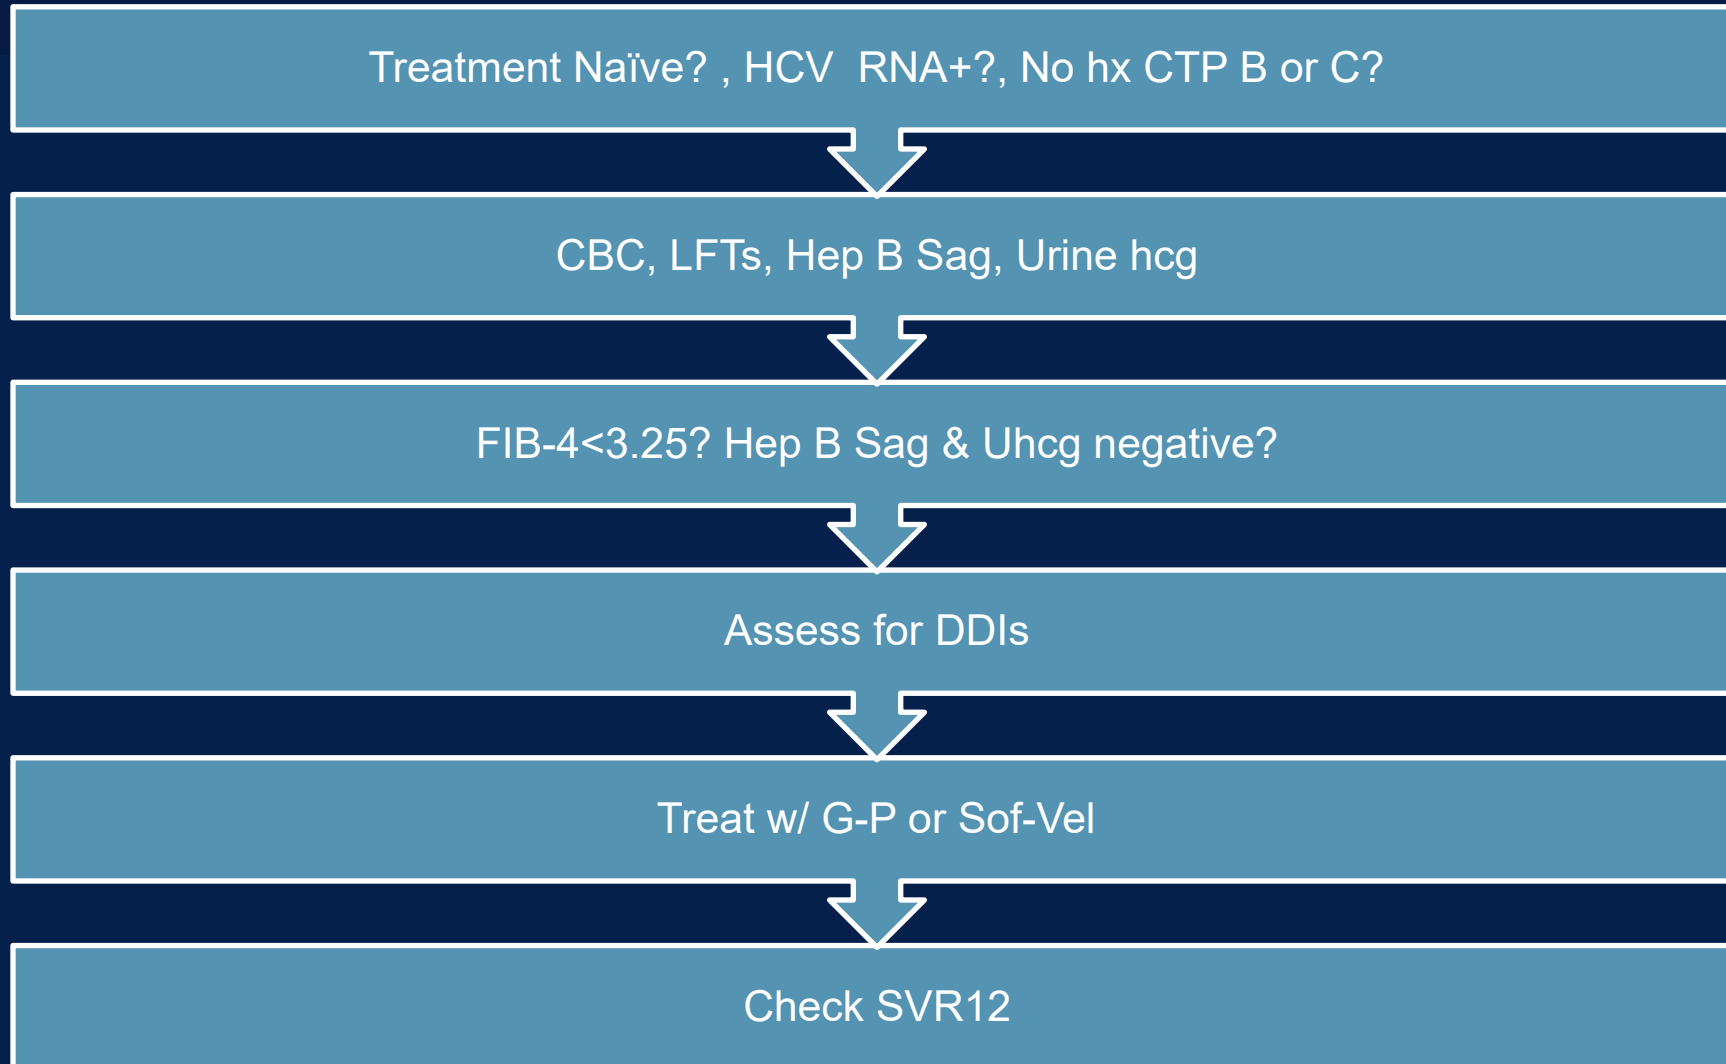 Treatment Naïve? , HCV RNA+?, No hx CTP B or C?
CBC, LFTs, Hep B Sag, Urine hcg
FIB-4<3.25? Hep B Sag & Uhcg negative?
Assess for DDIs
Treat w/ G-P or Sof-Vel
Check SVR12